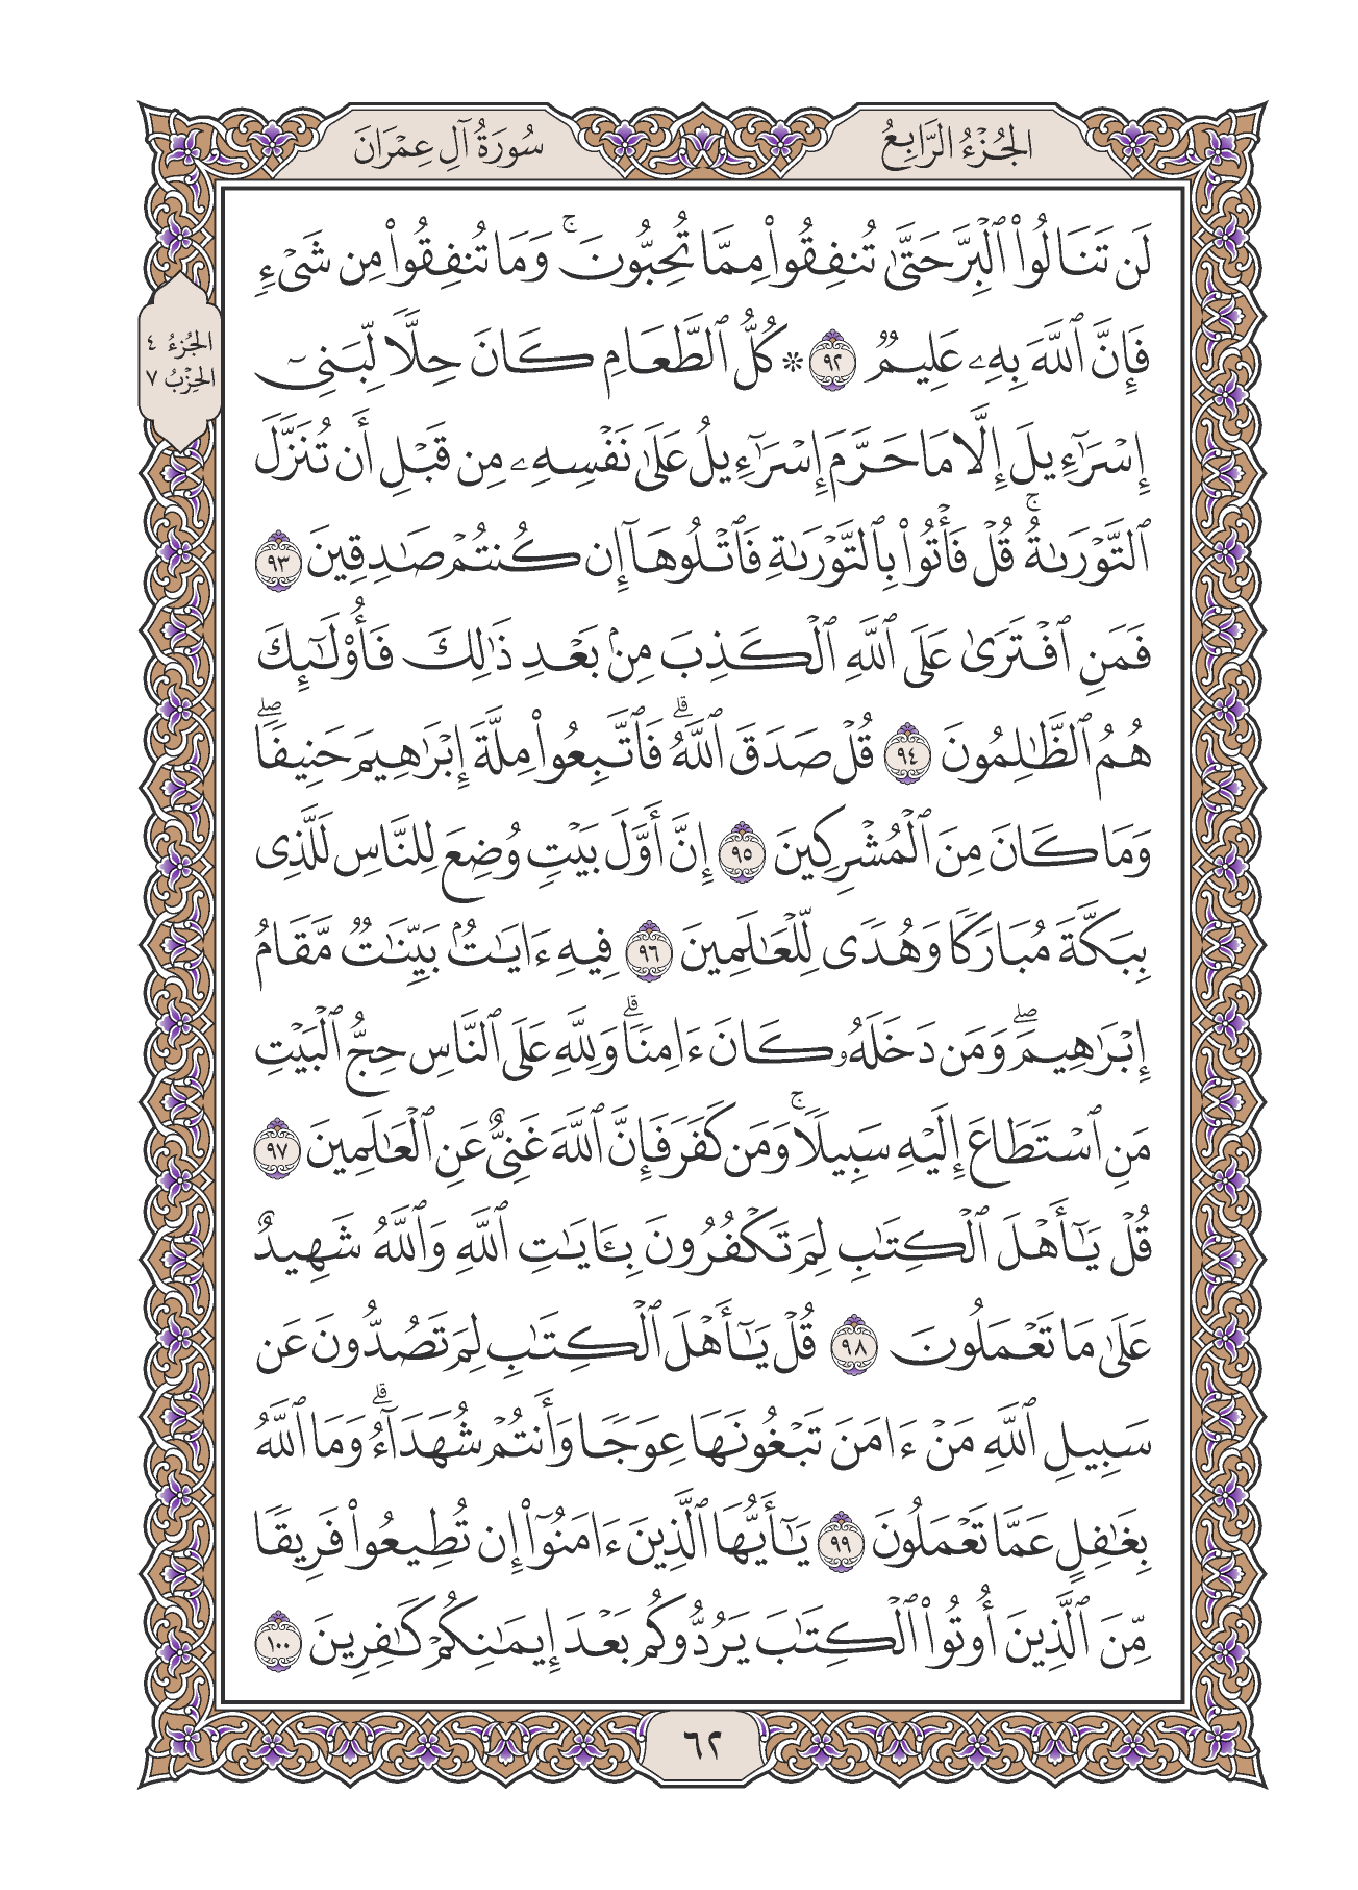 الجُزْءُ الرَّابِعُ
سُورَةُ آلِ عِمْرَانَ
الجُزْءُ ٤
الحِزْبُ ٧
لَن تَنَالُوا۟ ٱلْبِرَّ حَتَّىٰ تُنفِقُوا۟ مِمَّا تُحِبُّونَ ۚ وَمَا تُنفِقُوا۟ مِن شَىْءٍ
فَإِنَّ ٱللَّهَ بِهِۦ عَلِيمٌ ٩٢ * كُلُّ ٱلطَّعَامِ كَانَ حِلًّا لِّبَنِىٓ
إِسْرَٰٓءِيلَ إِلَّا مَا حَرَّمَ إِسْرَٰٓءِيلُ عَلَىٰ نَفْسِهِۦ مِن قَبْلِ أَن تُنَزَّلَ
ٱلتَّوْرَىٰةُ ۚ قُلْ فَأْتُوا۟ بِٱلتَّوْرَىٰةِ فَٱتْلُوهَآ إِن كُنتُمْ صَـٰدِقِينَ ٩٣
فَمَنِ ٱفْتَرَىٰ عَلَى ٱللَّهِ ٱلْكَذِبَ مِنۢ بَعْدِ ذَٰلِكَ فَأُو۟لَـٰٓئِكَ
هُمُ ٱلظَّـٰلِمُونَ ٩٤ قُلْ صَدَقَ ٱللَّهُ ۗ فَٱتَّبِعُوا۟ مِلَّةَ إِبْرَٰهِيمَ حَنِيفًا ۖ
وَمَا كَانَ مِنَ ٱلْمُشْرِكِينَ ٩٥ إِنَّ أَوَّلَ بَيْتٍ وُضِعَ لِلنَّاسِ لَلَّذِى
بِبَكَّةَ مُبَارَكًا وَهُدًى لِّلْعَـٰلَمِينَ ٩٦ فِيهِ ءَايَـٰتٌۢ بَيِّنَـٰتٌ مَّقَامُ
إِبْرَٰهِيمَ ۖ وَمَن دَخَلَهُۥ كَانَ ءَامِنًا ۗ وَلِلَّهِ عَلَى ٱلنَّاسِ حِجُّ ٱلْبَيْتِ
مَنِ ٱسْتَطَاعَ إِلَيْهِ سَبِيلًا ۚ وَمَن كَفَرَ فَإِنَّ ٱللَّهَ غَنِىٌّ عَنِ ٱلْعَـٰلَمِينَ ٩٧
قُلْ يَـٰٓأَهْلَ ٱلْكِتَـٰبِ لِمَ تَكْفُرُونَ بِـَٔايَـٰتِ ٱللَّهِ وَٱللَّهُ شَهِيدٌ
عَلَىٰ مَا تَعْمَلُونَ ٩٨ قُلْ يَـٰٓأَهْلَ ٱلْكِتَـٰبِ لِمَ تَصُدُّونَ عَن
سَبِيلِ ٱللَّهِ مَنْ ءَامَنَ تَبْغُونَهَا عِوَجًا وَأَنتُمْ شُهَدَآءُ ۗ وَمَا ٱللَّهُ
بِغَـٰفِلٍ عَمَّا تَعْمَلُونَ ٩٩ يَـٰٓأَيُّهَا ٱلَّذِينَ ءَامَنُوٓا۟ إِن تُطِيعُوا۟ فَرِيقًا
مِّنَ ٱلَّذِينَ أُوتُوا۟ ٱلْكِتَـٰبَ يَرُدُّوكُم بَعْدَ إِيمَـٰنِكُمْ كَـٰفِرِينَ ١٠٠
٦٢